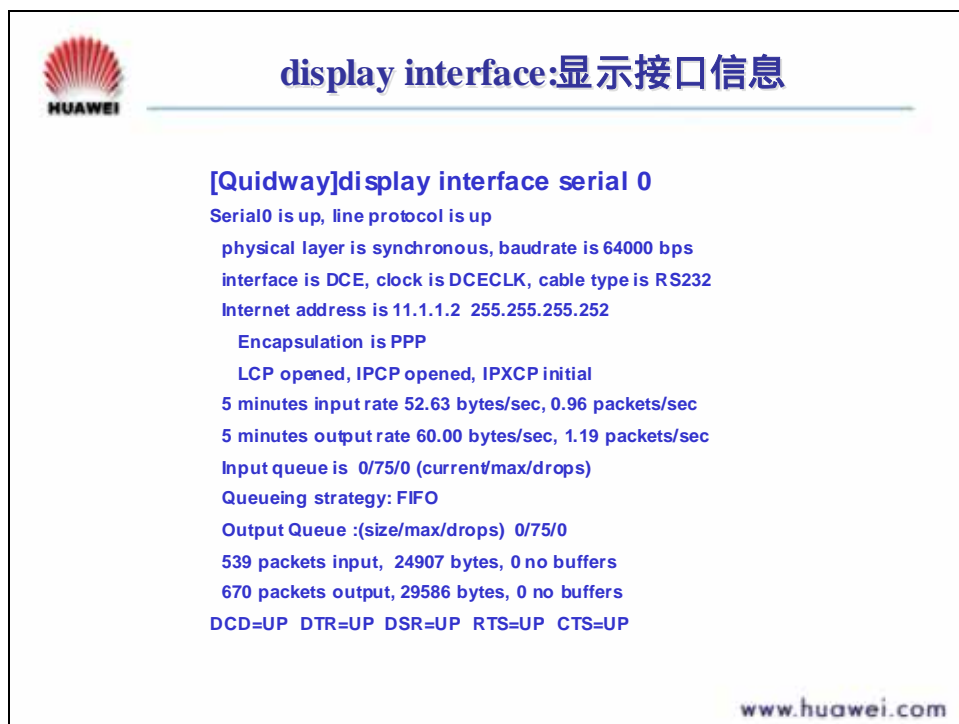 HUAWEI
display interface:显示接口信息
[Quidway]display interface serial 0
Serial0 is up, line protocol is up
physical layer is synchronous, baudrate is 64000 bps
interface is DCE, clock is DCECLK, cable type is RS232
Internet address is 11.1.1.2 255.255.255.252
Encapsulation is PPP
LCP opened, IPCP opened, IPXCP initial
5 minutes input rate 52.63 bytes/sec, 0.96 packets/sec
5 minutes output rate 60.00 bytes/sec, 1.19 packets/sec
Input queue is 0/75/0 (current/max/drops)
Queueing strategy: FIFO
Output Queue :(size/max/drops) 0/75/0
539 packets input, 24907 bytes, 0 no buffers
670 packets output, 29586 bytes, 0 no buffers
DCD=UP DTR=UP DSR=UP RTS=UP CTS=UP
www.huawei.com